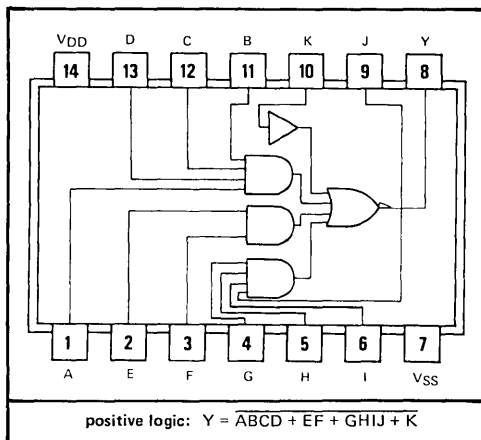 VDD D C B K J Y
14 13 12 11 10 9 8
1 2 3 4 5 6 7
A E F G H I VSS
positive logic: Y = ABCD + EF + GHIJ + K